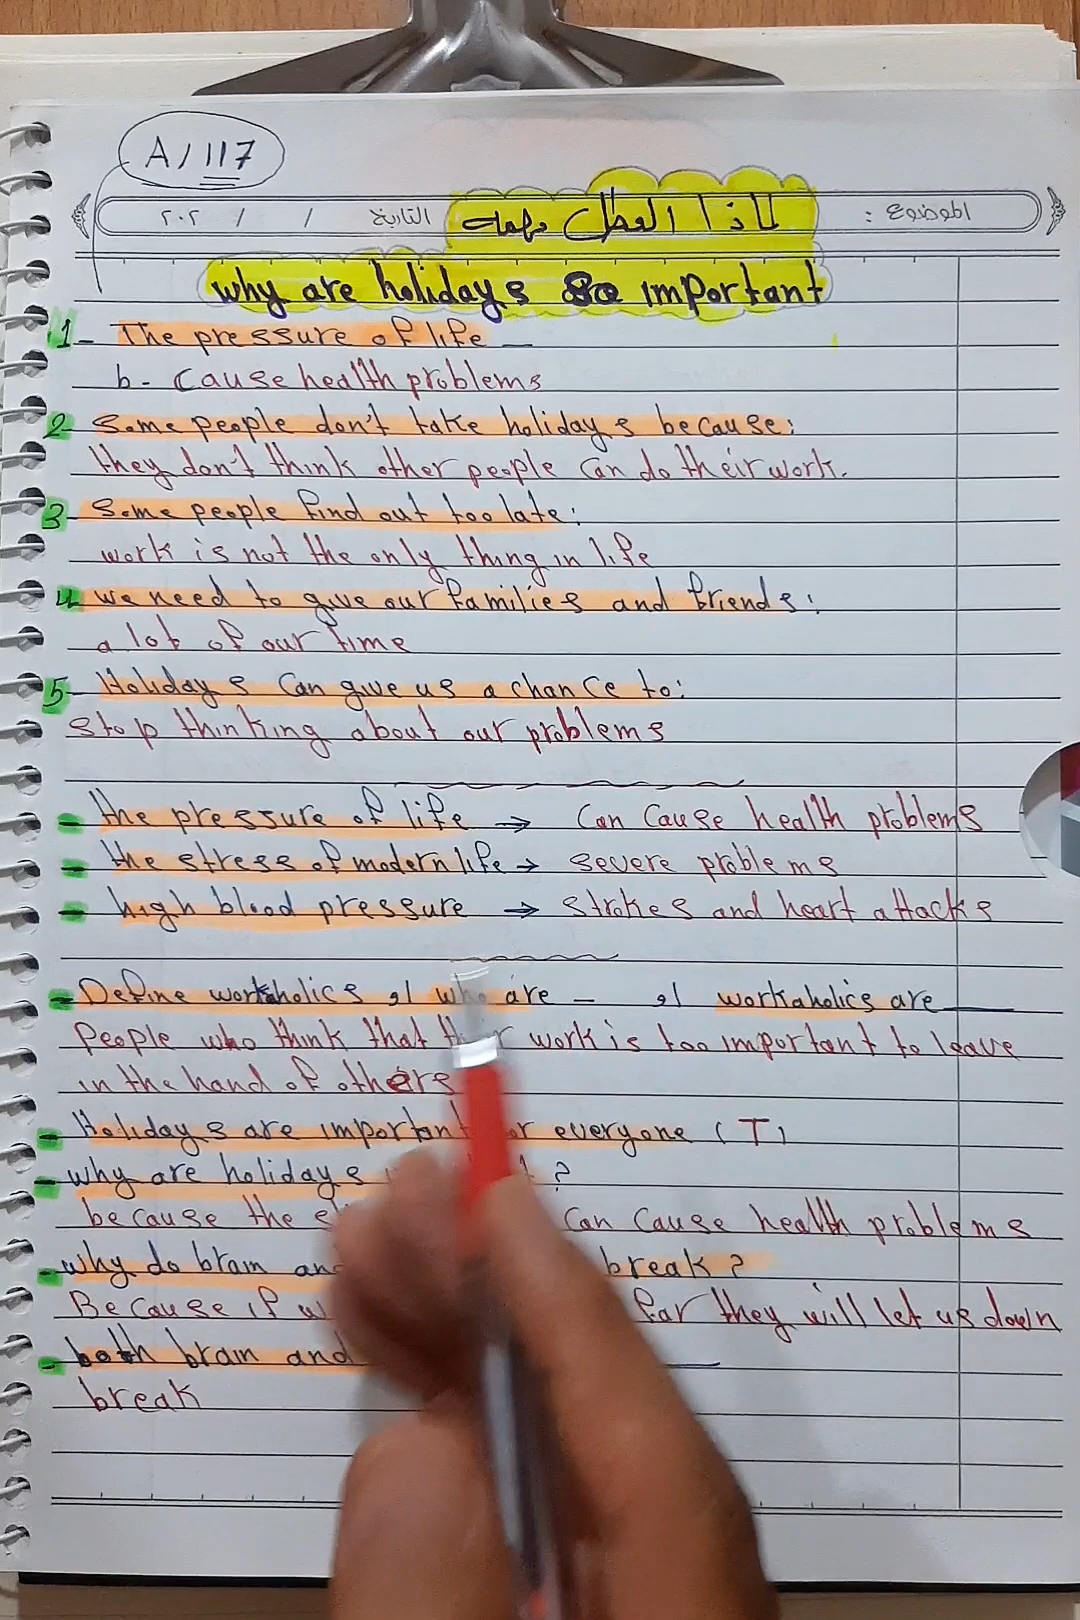 A/117
الموضوع : لماذا العطل مهمة التاريخ / / ٢٠٢
why are holidays so important
1- The pressure of life —
b- cause health problems
2- Some people don't take holidays because:
they don't think other people can do their work.
3- Some people find out too late:
work is not the only thing in life
4- we need to give our families and friends:
a lot of our time
5- Holidays can give us a chance to:
stop thinking about our problems
- the pressure of life → can cause health problems
- the stress of modern life → severe problems
- high blood pressure → strokes and heart attacks
- Define workaholics او who are — او workaholics are
People who think that their work is too important to leave
in the hand of others
- Holidays are important for everyone (T)
- why are holidays ?
because the can cause health problems
- why do brain and break?
Because if far they will let us down
- both brain and
break